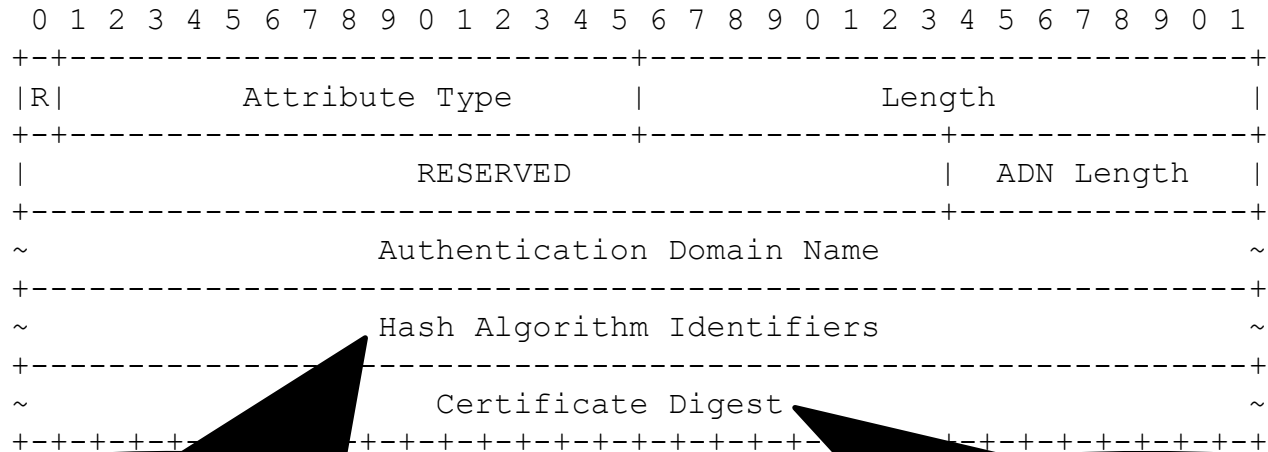 0 1 2 3 4 5 6 7 8 9 0 1 2 3 4 5 6 7 8 9 0 1 2 3 4 5 6 7 8 9 0 1
+-+-----------------------------+-------------------------------+
|R| Attribute Type | Length |
+-+-----------------------------+---------------+---------------+
| RESERVED | ADN Length |
+-----------------------------------------------+---------------+
~ Authentication Domain Name ~
+---------------------------------------------------------------+
~ Hash Algorithm Identifiers ~
+---------------------------------------------------------------+
~ Certificate Digest ~
+-+-+-+-+-+-+-+-+-+-+-+-+-+-+-+-+-+-+-+-+-+-+-+-+